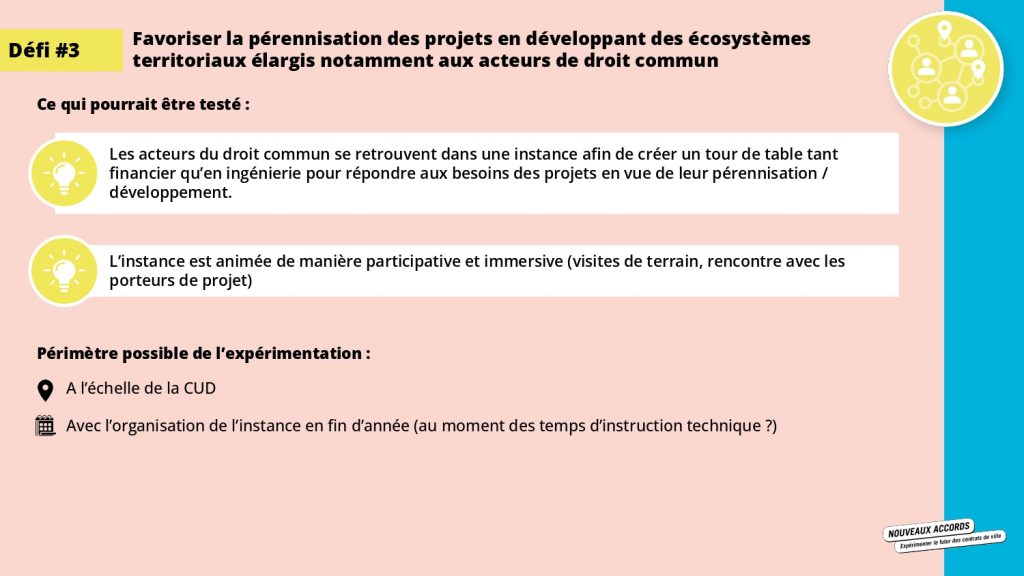 Défi #3
Favoriser la pérennisation des projets en développant des écosystèmes
territoriaux élargis notamment aux acteurs de droit commun
Ce qui pourrait être testé :
Les acteurs du droit commun se retrouvent dans une instance afin de créer un tour de table tant
financier qu’en ingénierie pour répondre aux besoins des projets en vue de leur pérennisation /
développement.
L’instance est animée de manière participative et immersive (visites de terrain, rencontre avec les
porteurs de projet)
Périmètre possible de l’expérimentation :
A l’échelle de la CUD
Avec l’organisation de l’instance en fin d’année (au moment des temps d’instruction technique ?)
NOUVEAUX ACCORDS
Expérimenter le futur des contrats de ville